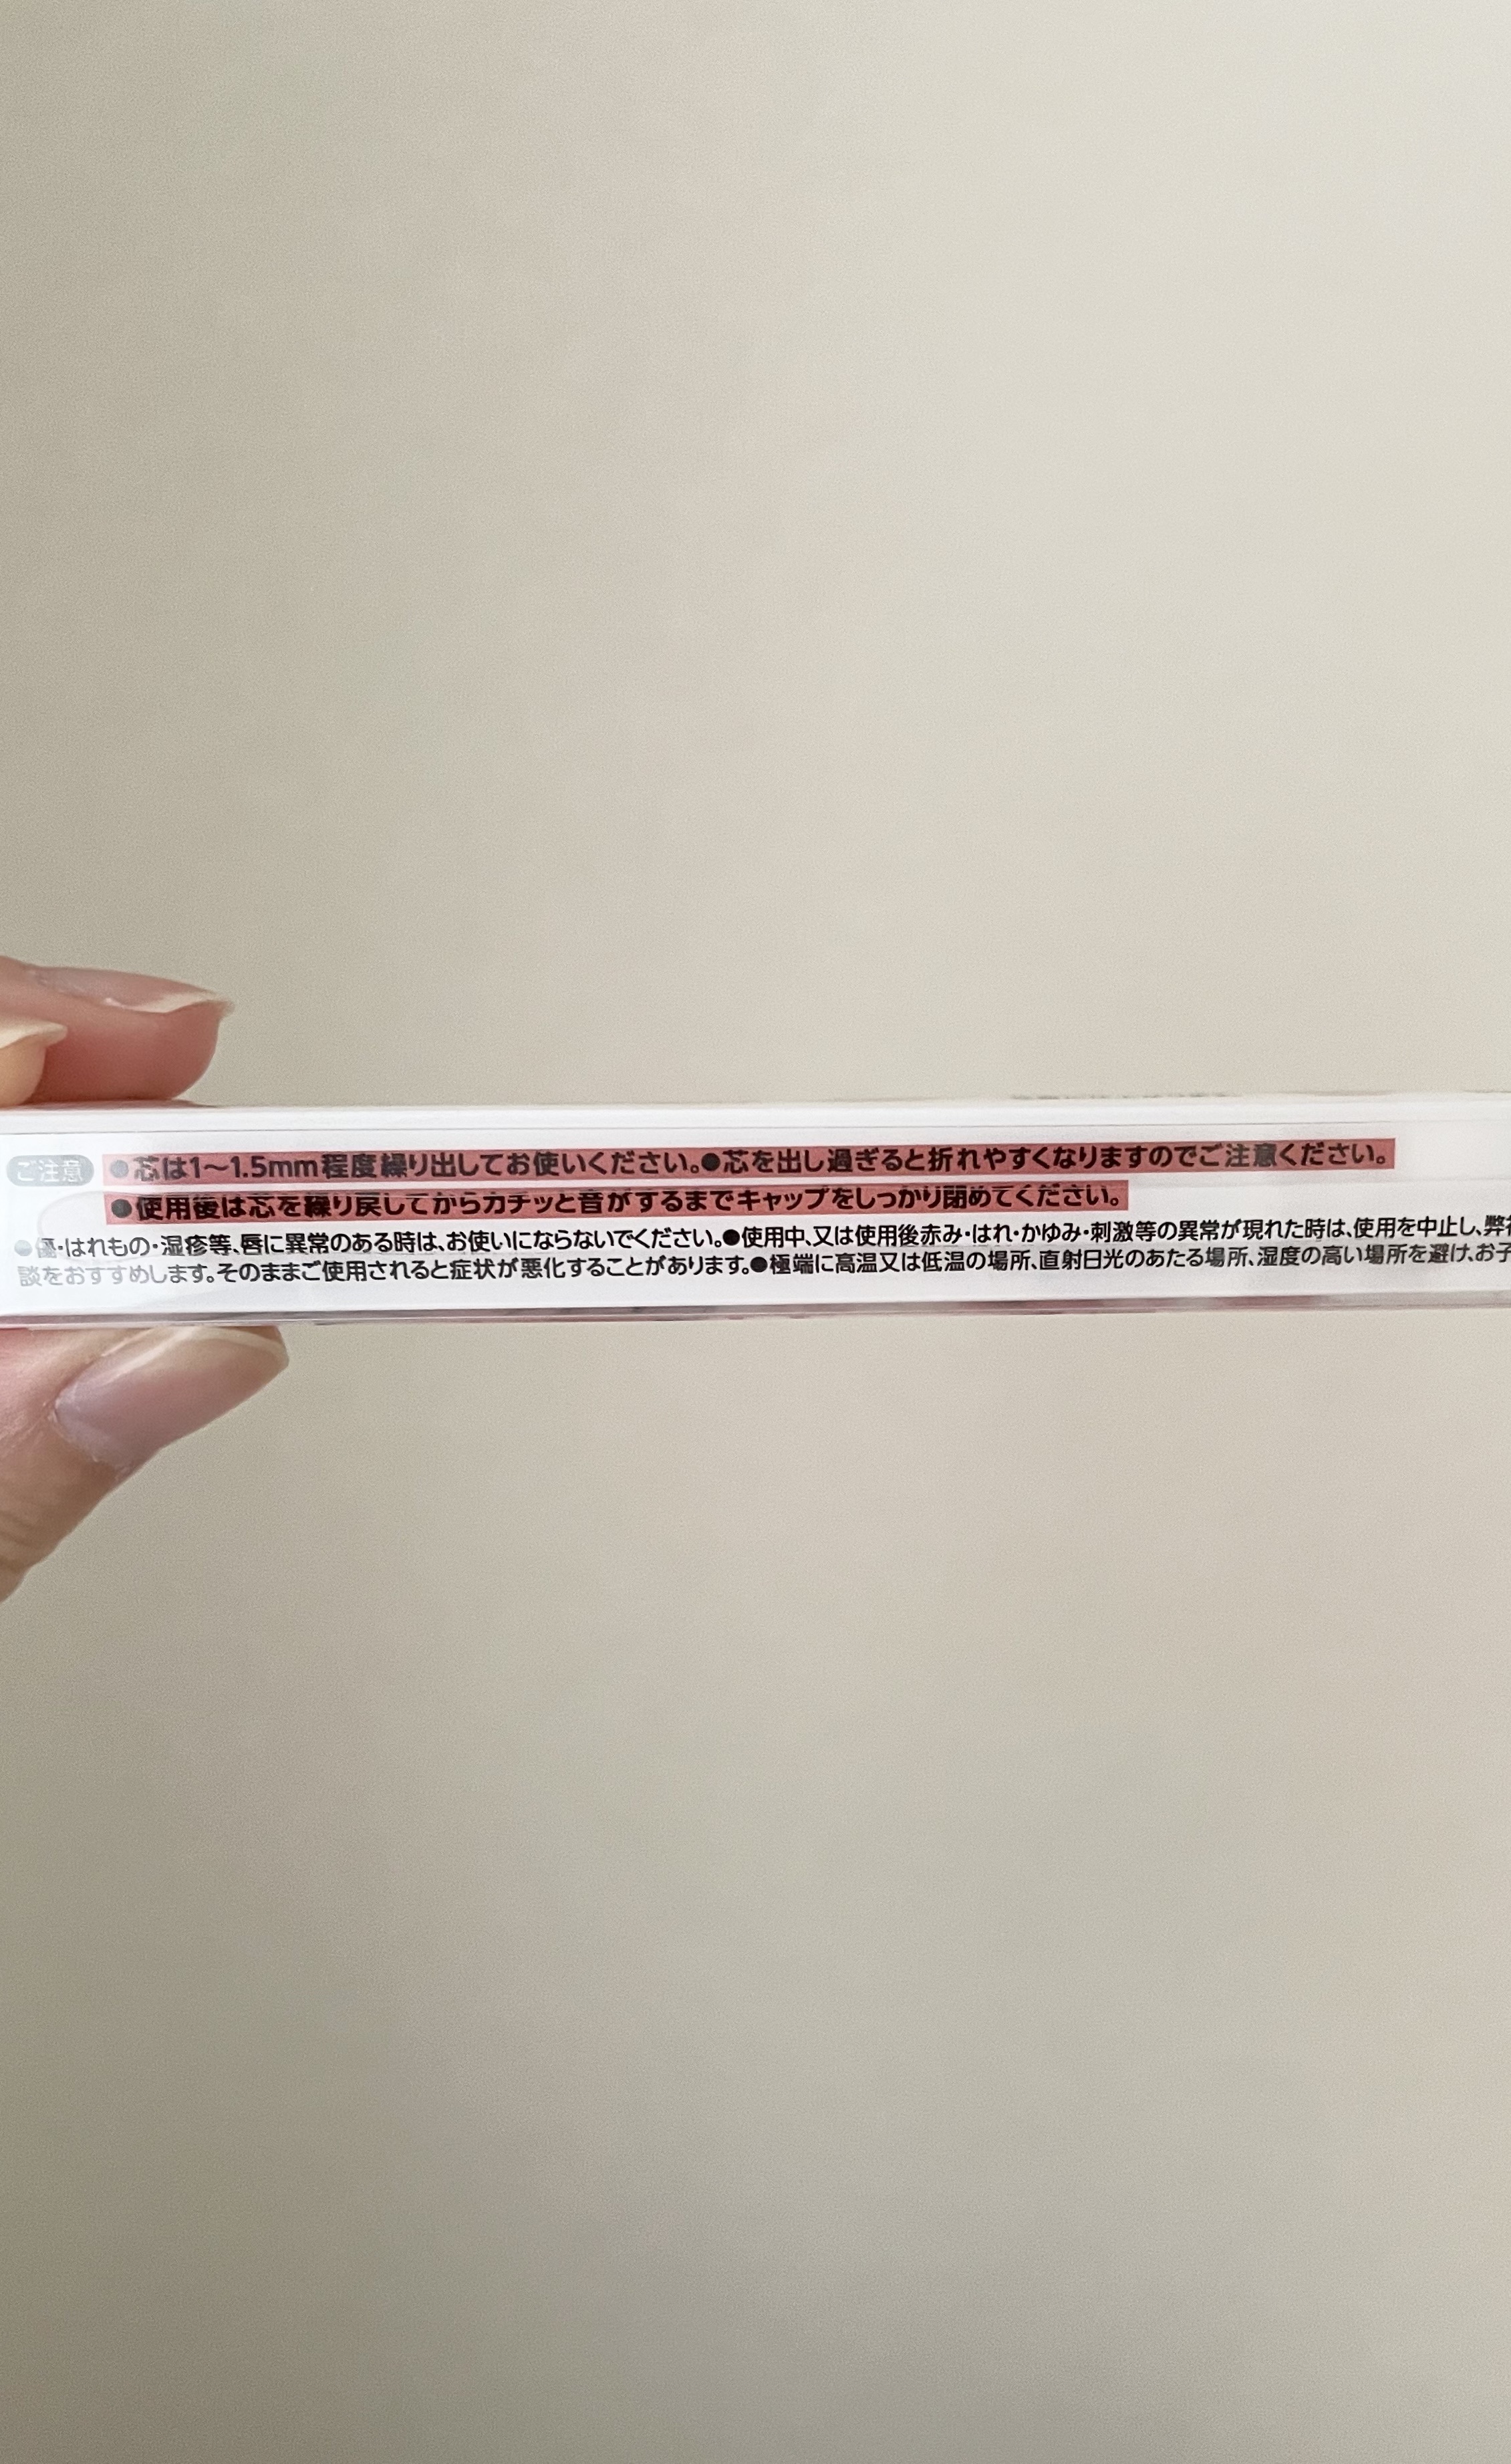 ご注意 ●芯は1〜1.5mm程度繰り出してお使いください。●芯を出し過ぎると折れやすくなりますのでご注意ください。
●使用後は芯を繰り戻してからカチッと音がするまでキャップをしっかり閉めてください。
●傷・はれもの・湿疹等、唇に異常のある時は、お使いにならないでください。●使用中、又は使用後赤み・はれ・かゆみ・刺激等の異常が現れた時は、使用を中止し、弊
談をおすすめします。そのままご使用されると症状が悪化することがあります。●極端に高温又は低温の場所、直射日光のあたる場所、湿度の高い場所を避け、お子